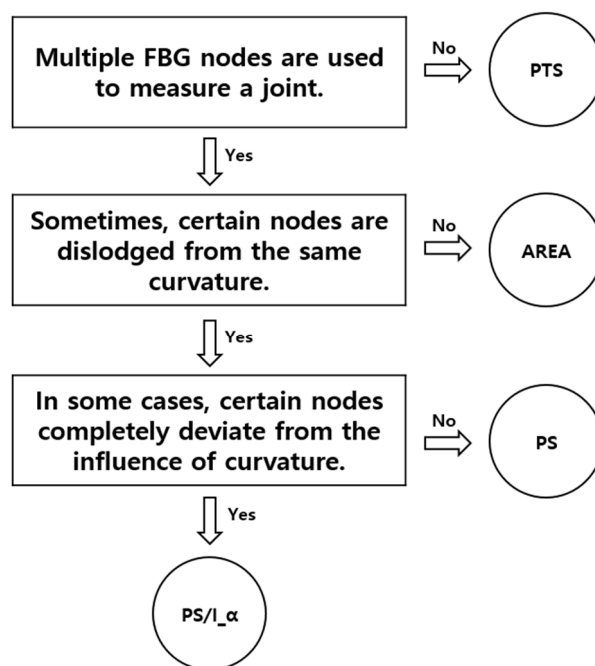 Multiple FBG nodes are used
to measure a joint.
No
PTS
Yes
Sometimes, certain nodes are
dislodged from the same
curvature.
No
AREA
Yes
In some cases, certain nodes
completely deviate from the
influence of curvature.
No
PS
Yes
PS/I_α